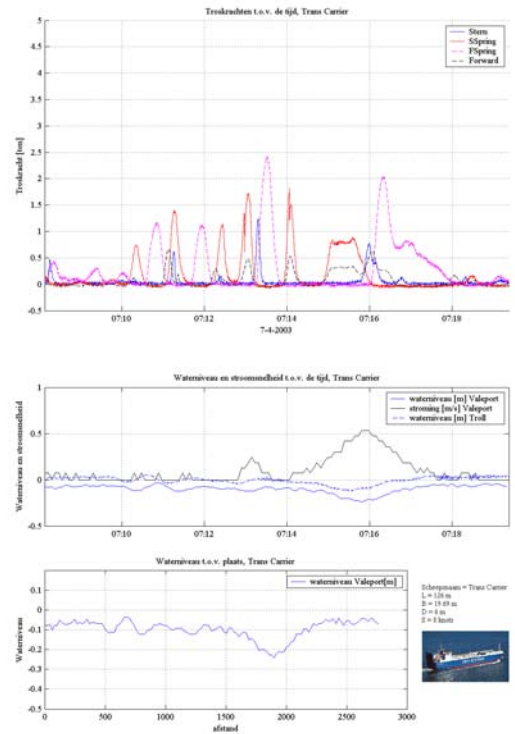 Troskrachten t.o.v. de tijd, Trans Carrier
Troskracht [ton]
5
4.5
4
3.5
3
2.5
2
1.5
1
0.5
0
-0.5
Stern
SSpring
FSpring
Forward
07:10
07:12
07:14
07:16
07:18
7-4-2003
Waterniveau en stroomsnelheid t.o.v. de tijd, Trans Carrier
Waterniveau en stroomsnelheid
1
0.5
0
-0.5
waterniveau [m] Valeport
stroming [m/s] Valeport
waterniveau [m] Troll
07:10
07:12
07:14
07:16
07:18
Waterniveau t.o.v. plaats, Trans Carrier
Waterniveau
0.1
0
-0.1
-0.2
-0.3
-0.4
-0.5
waterniveau Valeport[m]
0
500
1000
1500
2000
2500
3000
afstand
Scheepsnaam = Trans Carrier
L = 126 m
B = 19.69 m
D = 6 m
S = 8 knots